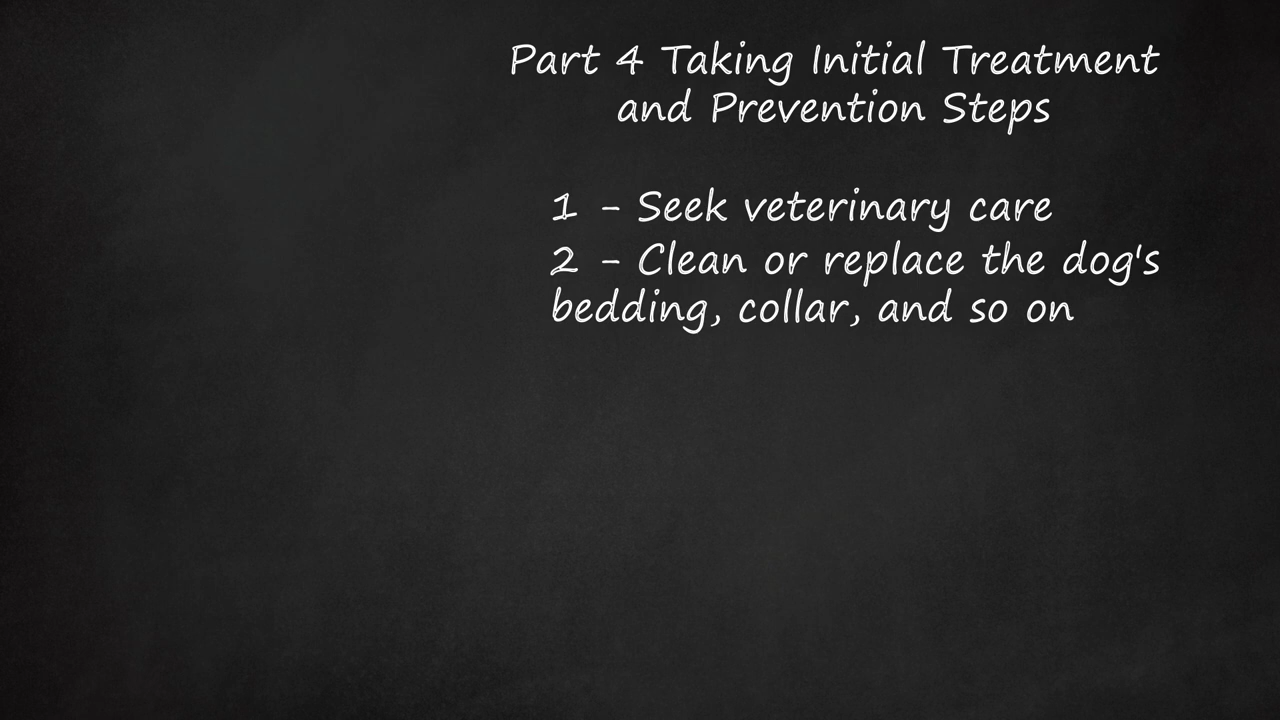 Part 4 Taking Initial Treatment
and Prevention Steps
1 - Seek veterinary care
2 - Clean or replace the dog's
bedding, collar, and so on